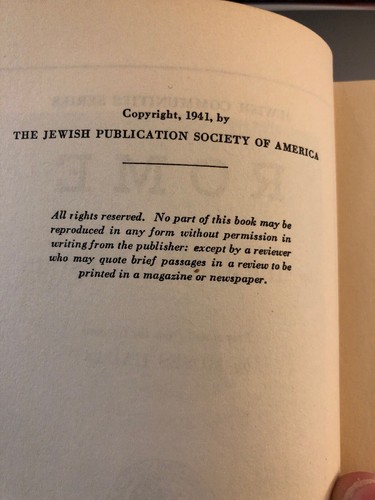 Copyright, 1941, by
THE JEWISH PUBLICATION SOCIETY OF AMERICA
All rights reserved. No part of this book may be
reproduced in any form without permission in
writing from the publisher: except by a reviewer
who may quote brief passages in a review to be
printed in a magazine or newspaper.